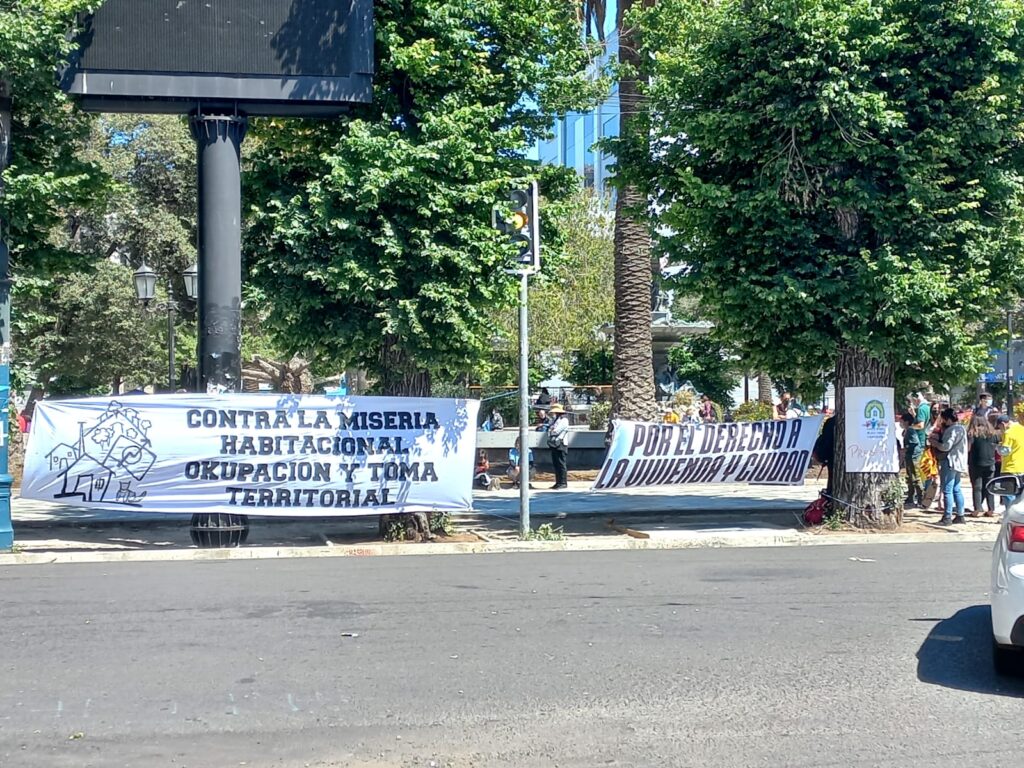 CONTRA LA MISERIA
HABITACIONAL
OKUPACION Y TOMA
TERRITORIAL
POR EL DERECHO A
LA VIVIENDA Y CIUDAD